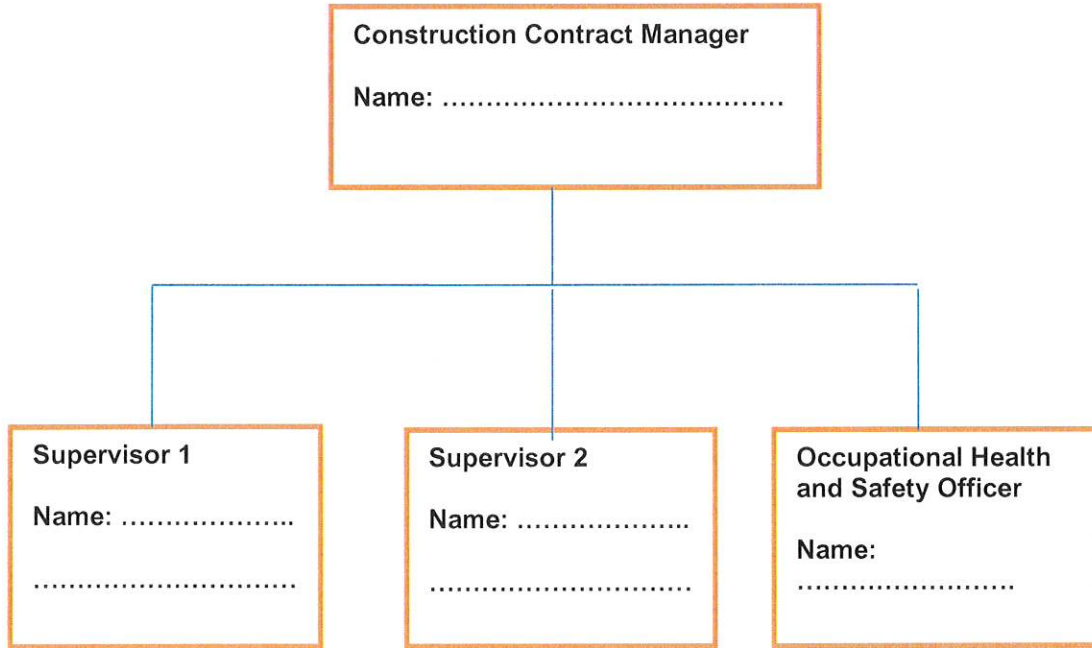 Construction Contract Manager
Name: ………………………………….
Supervisor 1
Name: ………………..
………………………….
Supervisor 2
Name: ………………...
………………………….
Occupational Health
and Safety Officer
Name:
…………………….